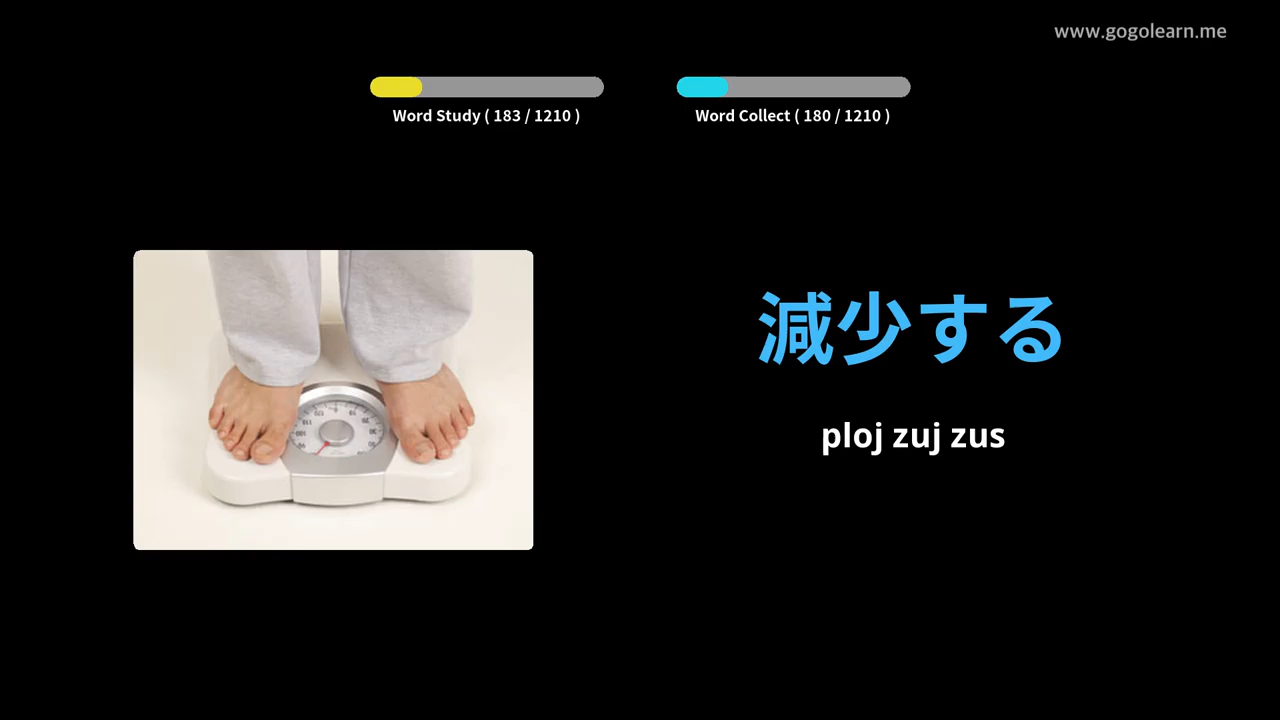 www.gogolearn.me
Word Study ( 183 / 1210 )
Word Collect ( 180 / 1210 )
減少する
ploj zuj zus